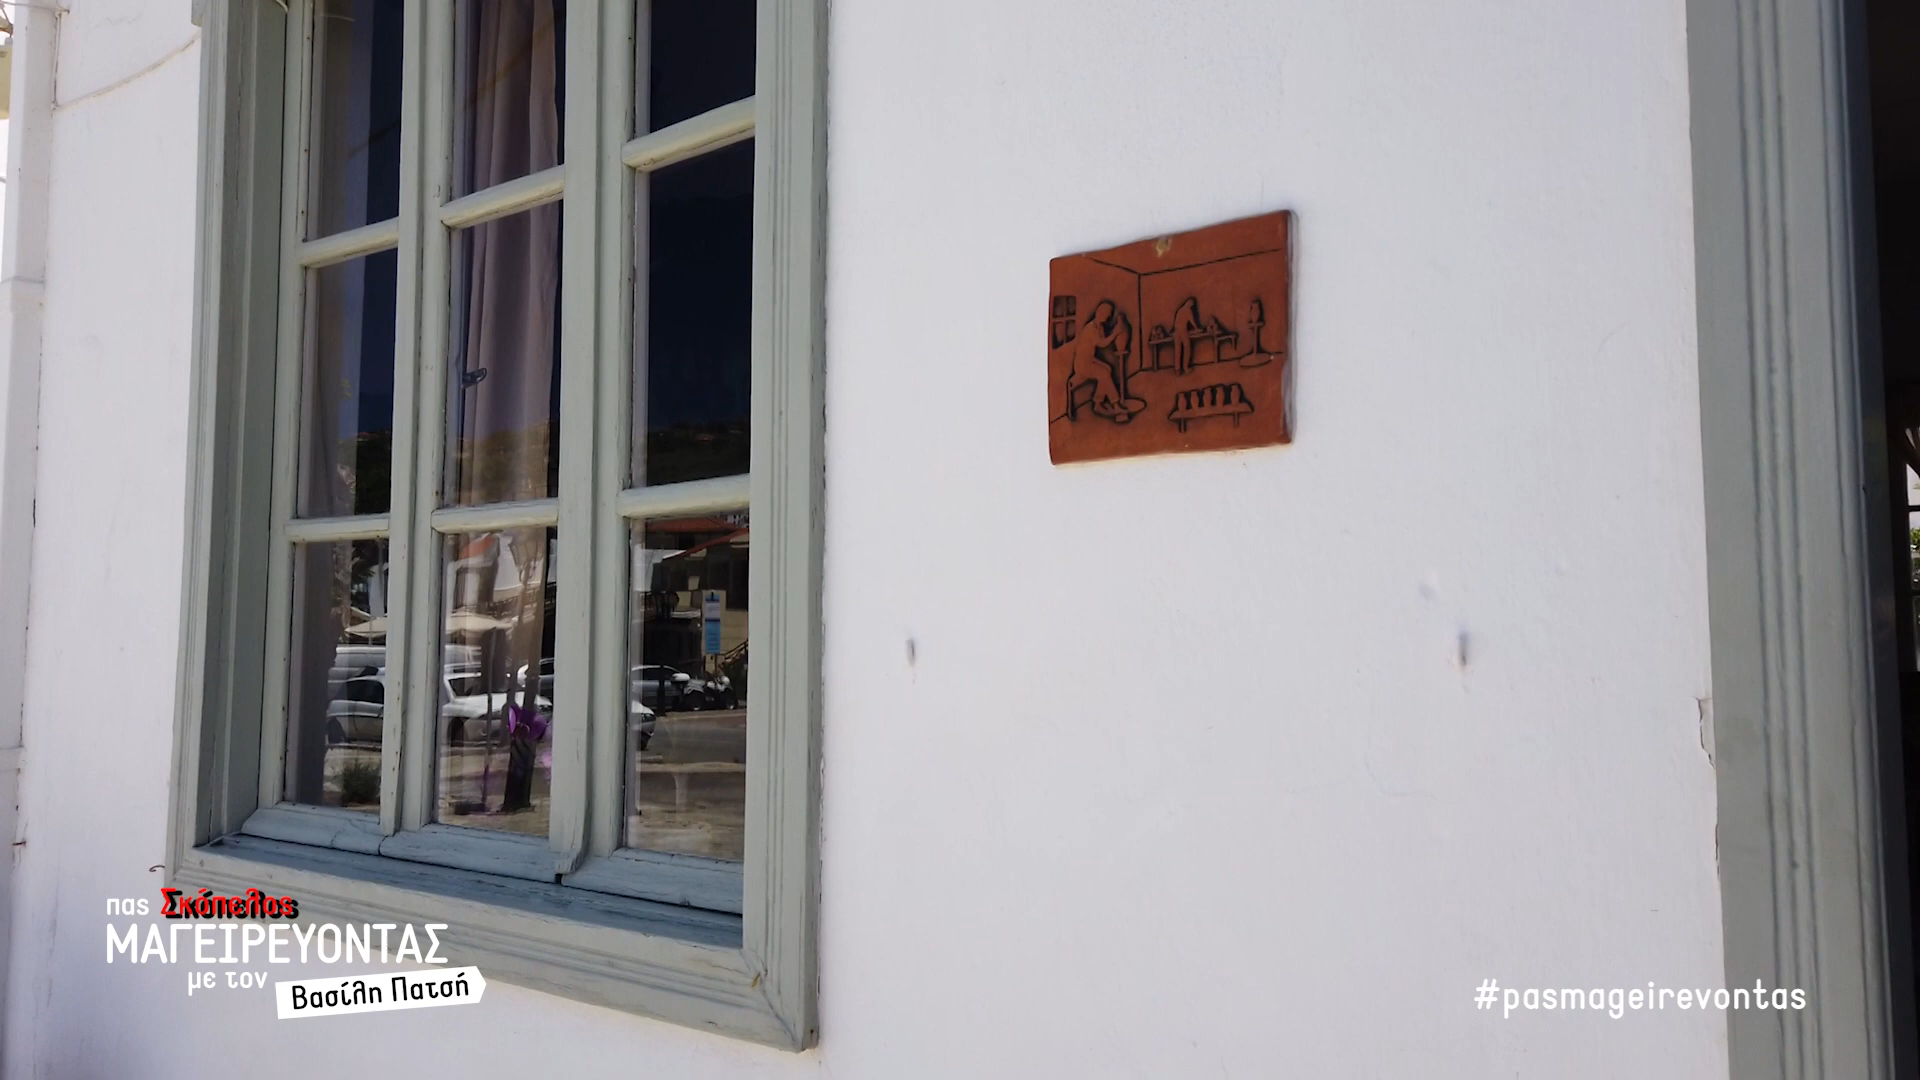 πας Σκόπελος
ΜΑΓΕΙΡΕΥΟΝΤΑΣ
με τον
Βασίλη Πατσή
#pasmageirevontas